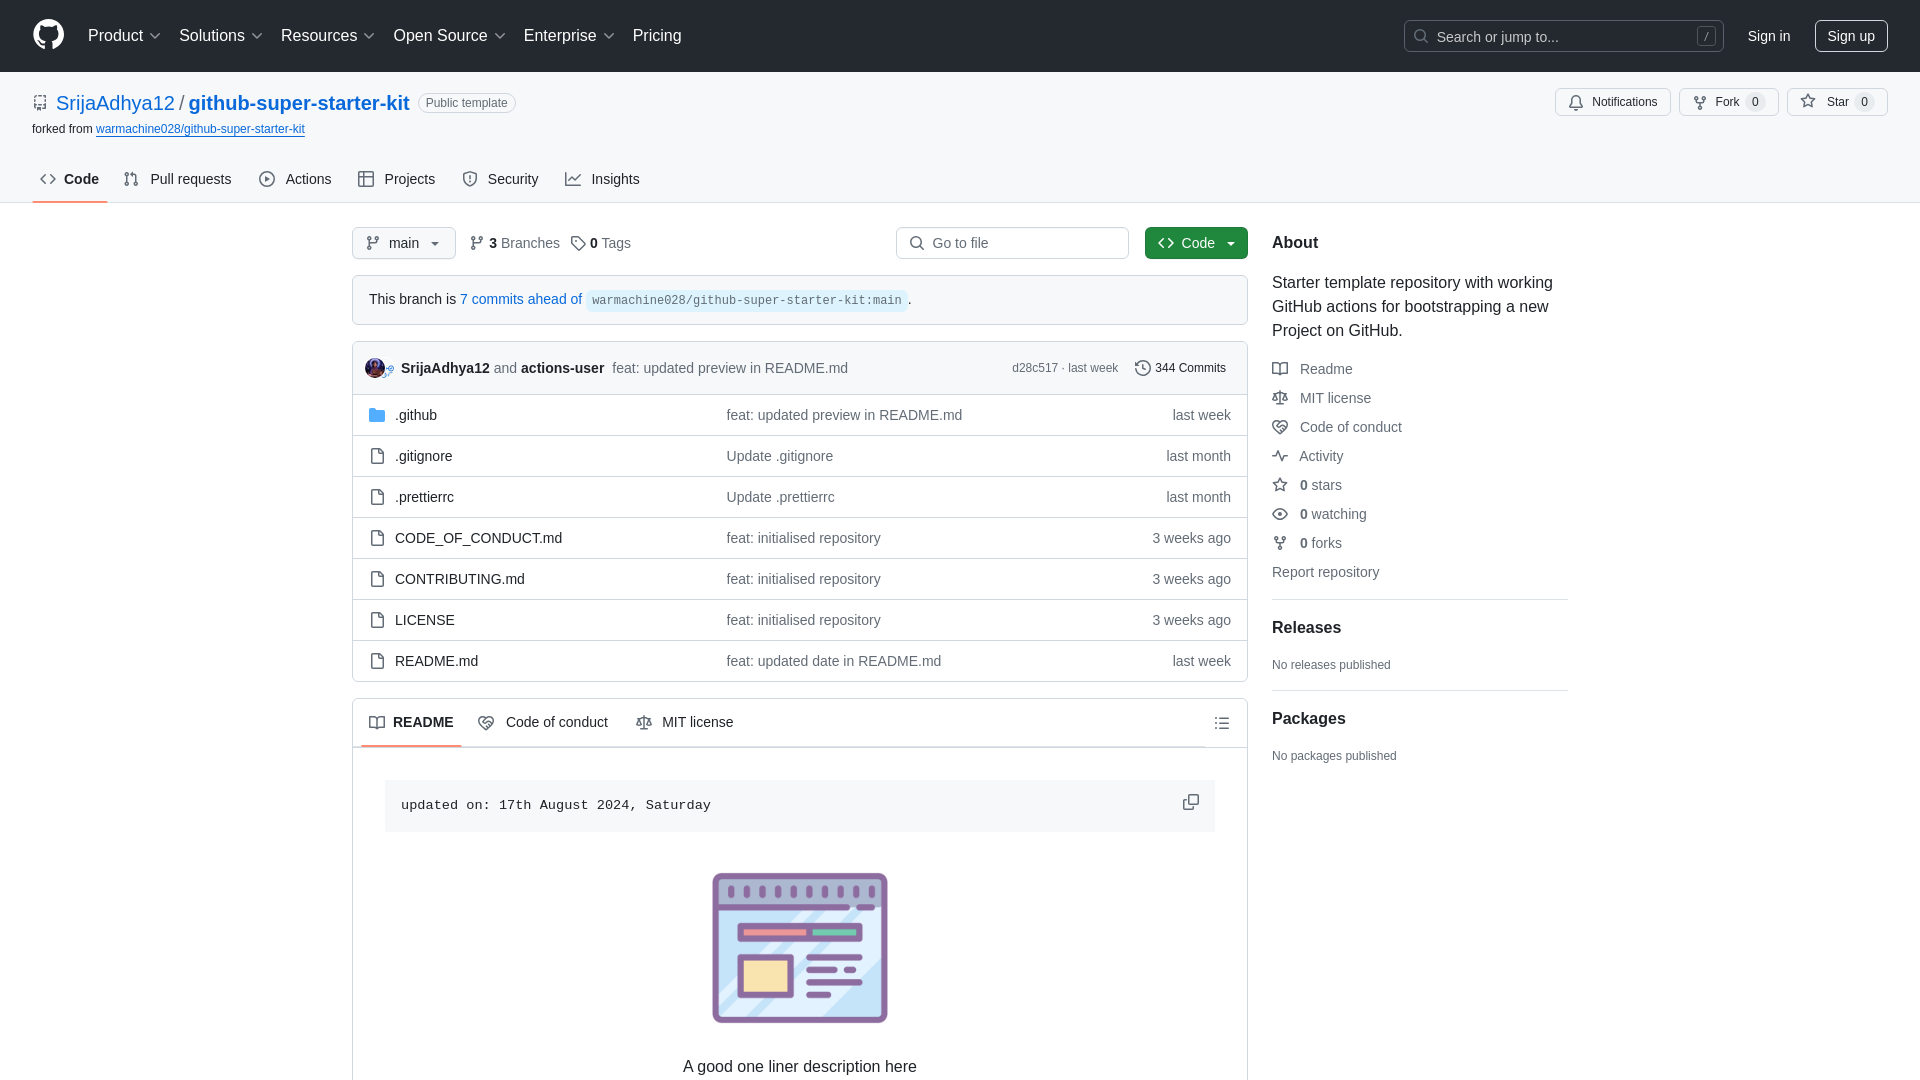 Product Solutions Resources Open Source Enterprise Pricing Search or jump to... / Sign in Sign up
SrijaAdhya12 / github-super-starter-kit Public template Notifications Fork 0 Star 0
forked from warmachine028/github-super-starter-kit
Code Pull requests Actions Projects Security Insights
main 3 Branches 0 Tags Go to file Code
This branch is 7 commits ahead of warmachine028/github-super-starter-kit:main.
SrijaAdhya12 and actions-user feat: updated preview in README.md d28c517 · last week 344 Commits
.github feat: updated preview in README.md last week
.gitignore Update .gitignore last month
.prettierrc Update .prettierrc last month
CODE_OF_CONDUCT.md feat: initialised repository 3 weeks ago
CONTRIBUTING.md feat: initialised repository 3 weeks ago
LICENSE feat: initialised repository 3 weeks ago
README.md feat: updated date in README.md last week
README Code of conduct MIT license
updated on: 17th August 2024, Saturday
A good one liner description here
About
Starter template repository with working
GitHub actions for bootstrapping a new
Project on GitHub.
Readme
MIT license
Code of conduct
Activity
0 stars
0 watching
0 forks
Report repository
Releases
No releases published
Packages
No packages published